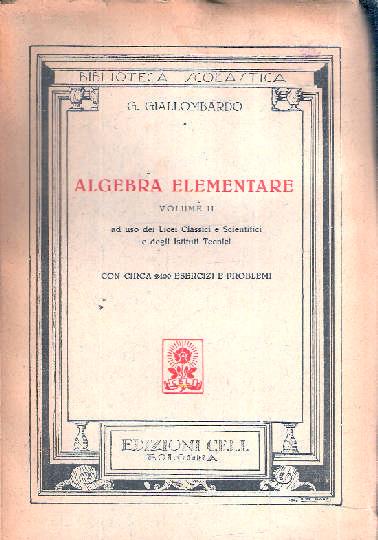 BIBLIOTECA SCOLASTICA
G. GIALLOMBARDO
ALGEBRA ELEMENTARE
VOLUME II
ad uso dei Licei Classici e Scientifici
e degli Istituti Tecnici
CON CIRCA ESERCIZI E PROBLEMI
CELI
EDIZIONI CELI
BOLOGNA